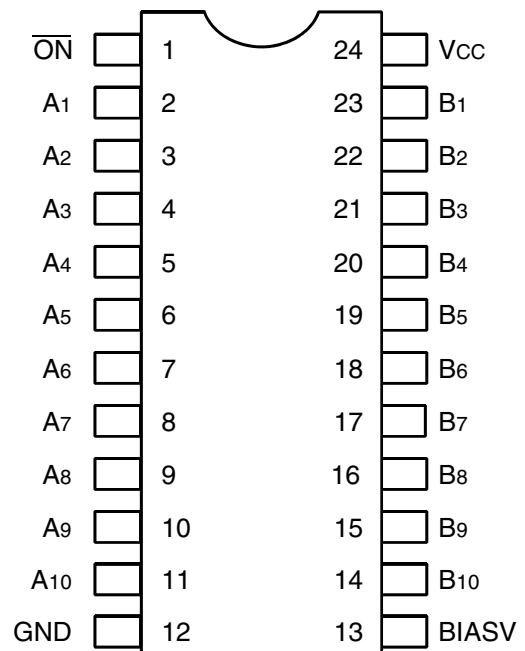 O̅N̅ 1 24 VCC
A1 2 23 B1
A2 3 22 B2
A3 4 21 B3
A4 5 20 B4
A5 6 19 B5
A6 7 18 B6
A7 8 17 B7
A8 9 16 B8
A9 10 15 B9
A10 11 14 B10
GND 12 13 BIASV